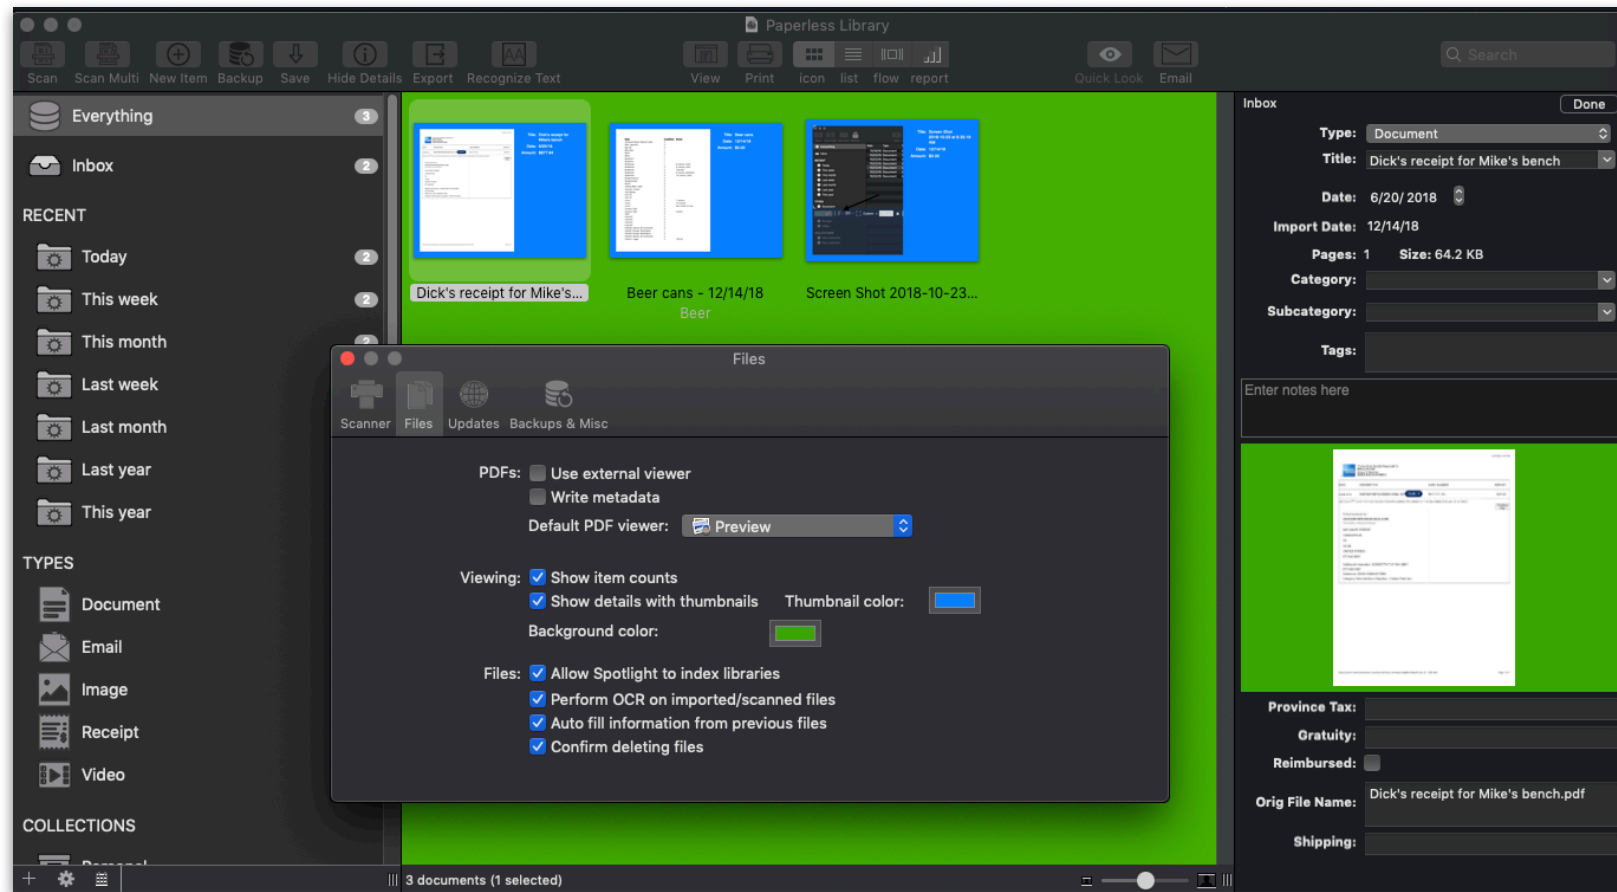 Paperless Library
Scan Scan Multi New Item Backup Save Hide Details Export Recognize Text View Print icon list flow report Quick Look Email
Search
Everything 3
Inbox 2
RECENT
Today 2
This week 2
This month 2
Last week
Last month
Last year
This year
TYPES
Document
Email
Image
Receipt
Video
COLLECTIONS
Dick's receipt for Mike's...
Beer cans - 12/14/18
Beer
Screen Shot 2018-10-23...
Files
Scanner Files Updates Backups & Misc
PDFs: Use external viewer
Write metadata
Default PDF viewer: Preview
Viewing: Show item counts
Show details with thumbnails Thumbnail color:
Background color:
Files: Allow Spotlight to index libraries
Perform OCR on imported/scanned files
Auto fill information from previous files
Confirm deleting files
3 documents (1 selected)
Inbox Done
Type: Document
Title: Dick's receipt for Mike's bench
Date: 6/20/2018
Import Date: 12/14/18
Pages: 1 Size: 64.2 KB
Category:
Subcategory:
Tags:
Enter notes here
Province Tax:
Gratuity:
Reimbursed:
Orig File Name: Dick's receipt for Mike's bench.pdf
Shipping: